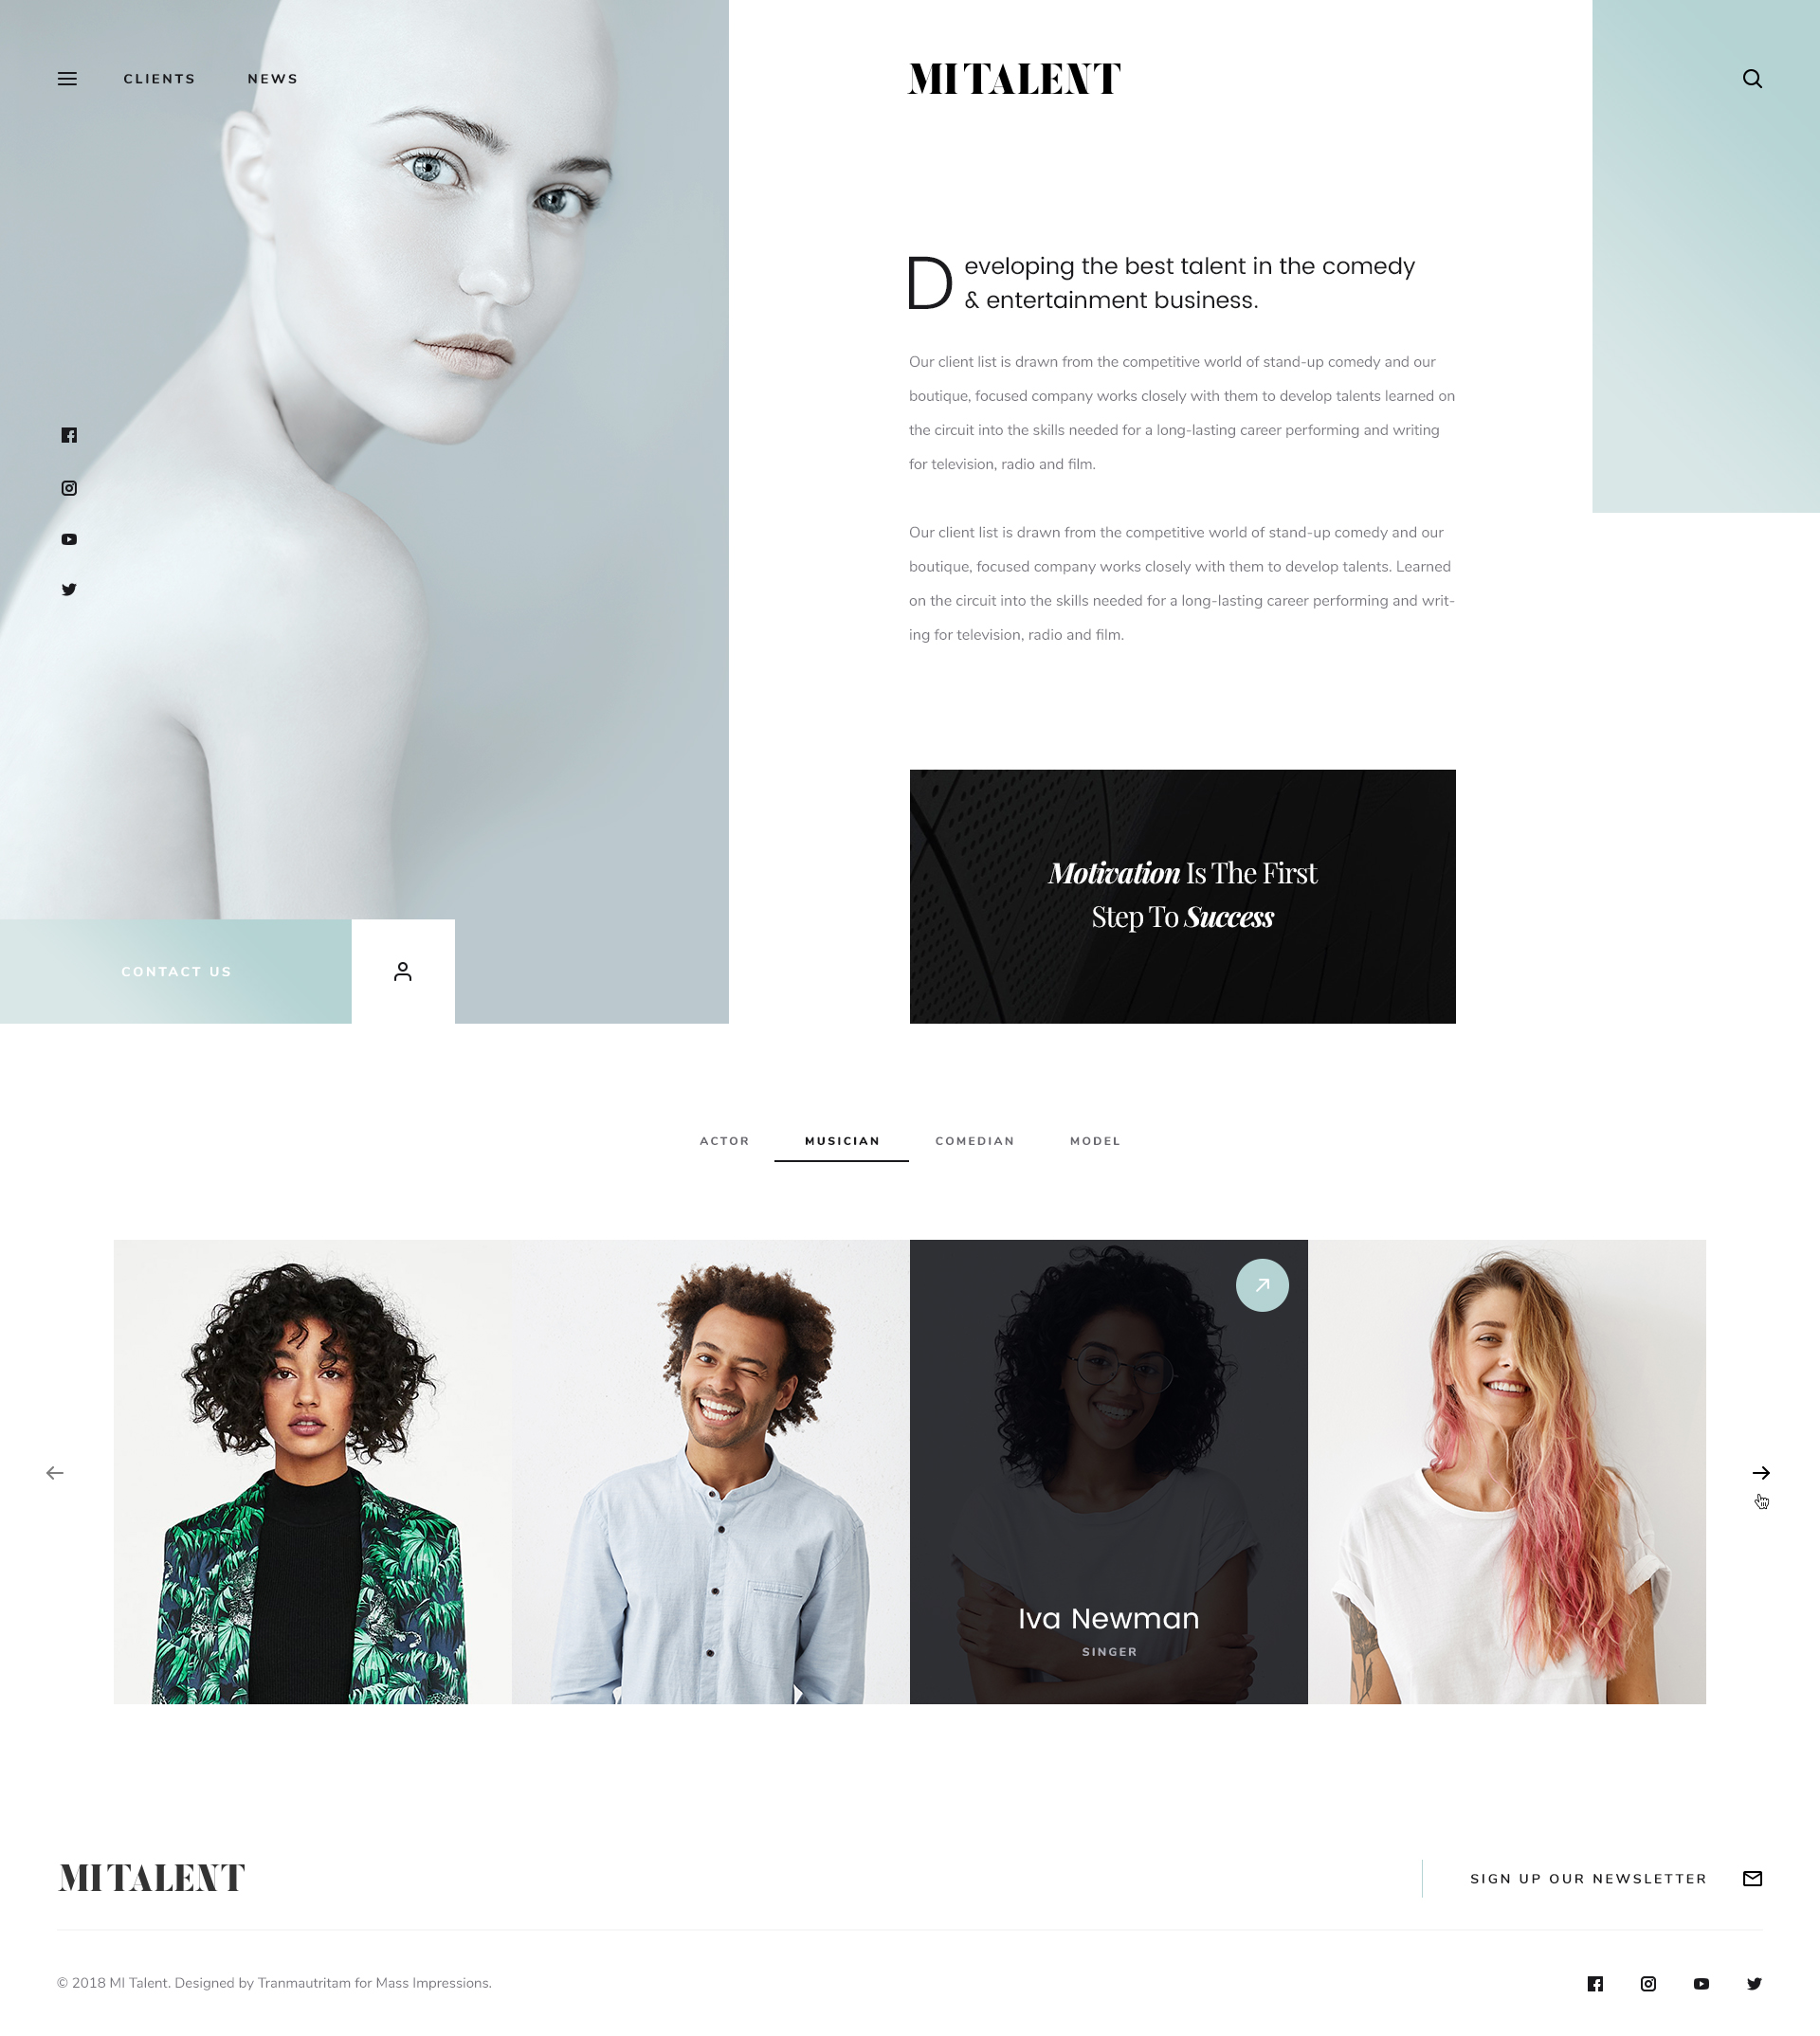 CLIENTS NEWS
MI TALENT
Developing the best talent in the comedy
& entertainment business.
Our client list is drawn from the competitive world of stand-up comedy and our
boutique, focused company works closely with them to develop talents learned on
the circuit into the skills needed for a long-lasting career performing and writing
for television, radio and film.
Our client list is drawn from the competitive world of stand-up comedy and our
boutique, focused company works closely with them to develop talents. Learned
on the circuit into the skills needed for a long-lasting career performing and writ-
ing for television, radio and film.
Motivation Is The First
Step To Success
CONTACT US
ACTOR MUSICIAN COMEDIAN MODEL
Iva Newman
SINGER
MI TALENT
SIGN UP OUR NEWSLETTER
© 2018 MI Talent. Designed by Tranmautritam for Mass Impressions.